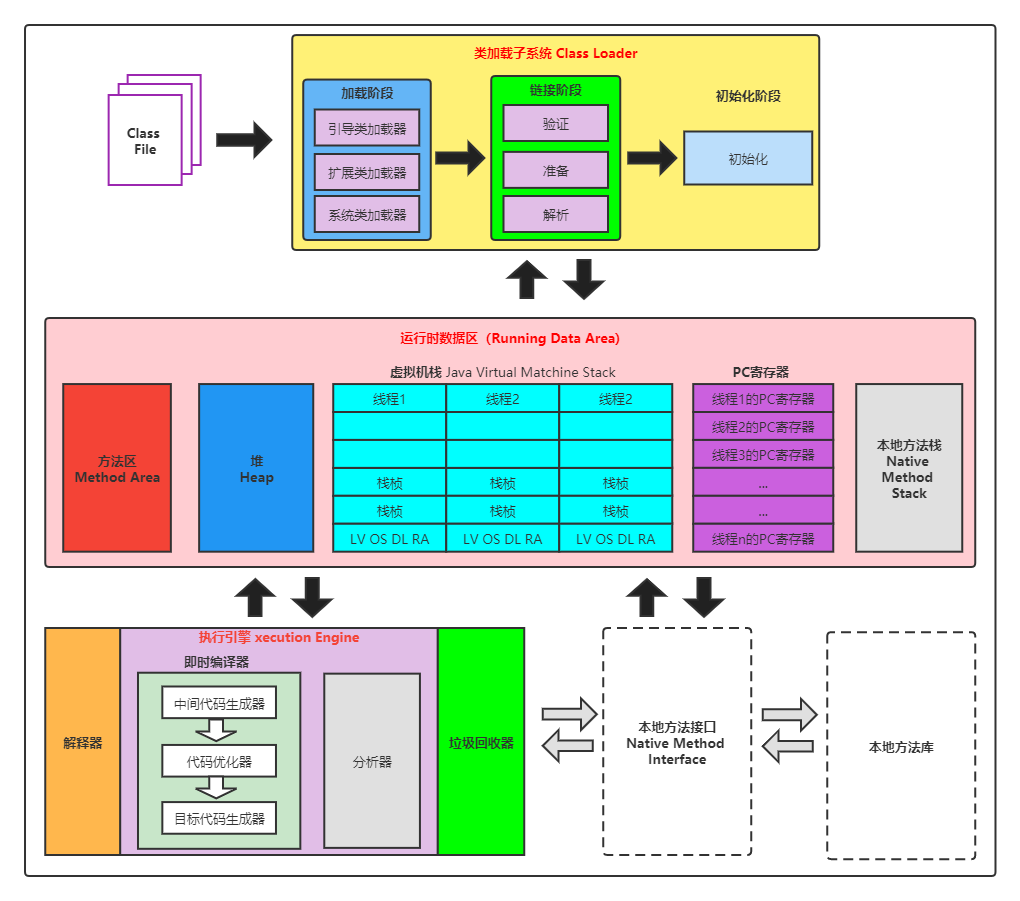 类加载子系统 Class Loader
Class
File
加载阶段
引导类加载器
扩展类加载器
系统类加载器
链接阶段
验证
准备
解析
初始化阶段
初始化
运行时数据区（Running Data Area）
方法区
Method Area
堆
Heap
虚拟机栈 Java Virtual Matchine Stack
线程1 线程2 线程2
栈桢 栈桢 栈桢
栈桢 栈桢 栈桢
LV OS DL RA LV OS DL RA LV OS DL RA
PC寄存器
线程1的PC寄存器
线程2的PC寄存器
线程3的PC寄存器
...
...
线程n的PC寄存器
本地方法栈
Native
Method
Stack
执行引擎 xecution Engine
解释器
即时编译器
中间代码生成器
代码优化器
目标代码生成器
分析器
垃圾回收器
本地方法接口
Native Method
Interface
本地方法库